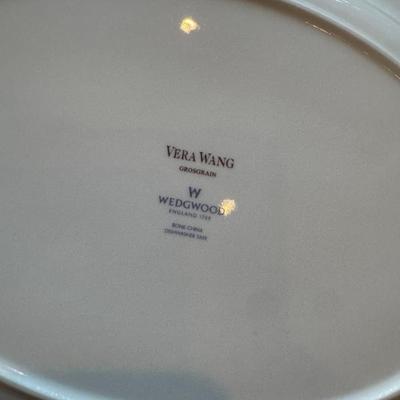 VERA WANG
GROSGRAIN
W
WEDGWOOD
ENGLAND 1759
BONE CHINA
DISHWASHER SAFE